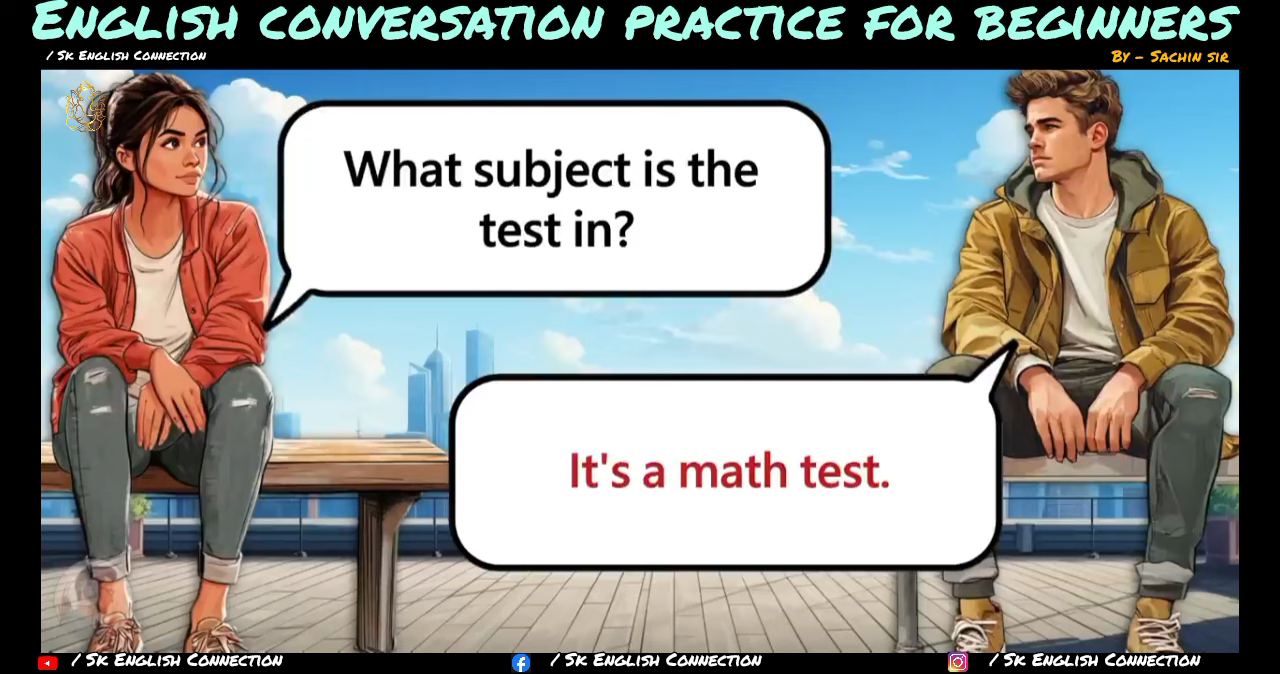 English conversation practice for beginners
/ Sk English Connection
By - Sachin sir
What subject is the
test in?
It's a math test.
/ Sk English Connection
/ Sk English Connection
/ Sk English Connection